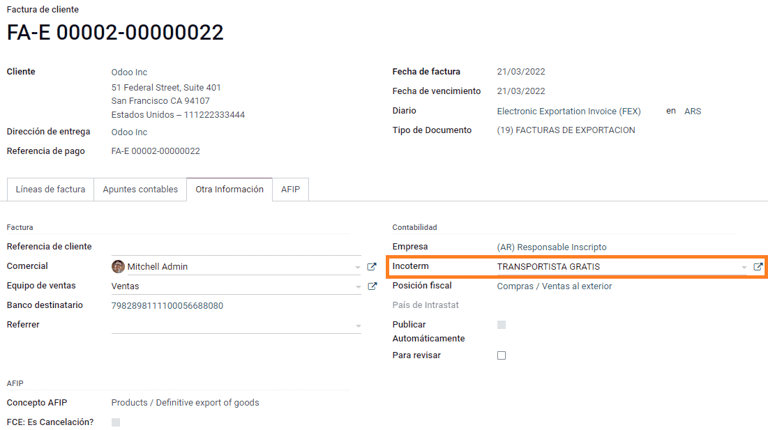 Factura de cliente
FA-E 00002-00000022
Cliente
Odoo Inc
51 Federal Street, Suite 401
San Francisco CA 94107
Estados Unidos – 111222333444
Dirección de entrega
Odoo Inc
Referencia de pago
FA-E 00002-00000022
Fecha de factura
21/03/2022
Fecha de vencimiento
21/03/2022
Diario
Electronic Exportation Invoice (FEX) en ARS
Tipo de Documento
(19) FACTURAS DE EXPORTACION
Líneas de factura
Apuntes contables
Otra Información
AFIP
Factura
Referencia de cliente
Comercial
Mitchell Admin
Equipo de ventas
Ventas
Banco destinatario
7982898111100056688080
Referrer
Contabilidad
Empresa
(AR) Responsable Inscripto
Incoterm
TRANSPORTISTA GRATIS
Posición fiscal
Compras / Ventas al exterior
País de Intrastat
Publicar
Automáticamente
Para revisar
AFIP
Concepto AFIP
Products / Definitive export of goods
FCE: Es Cancelación?